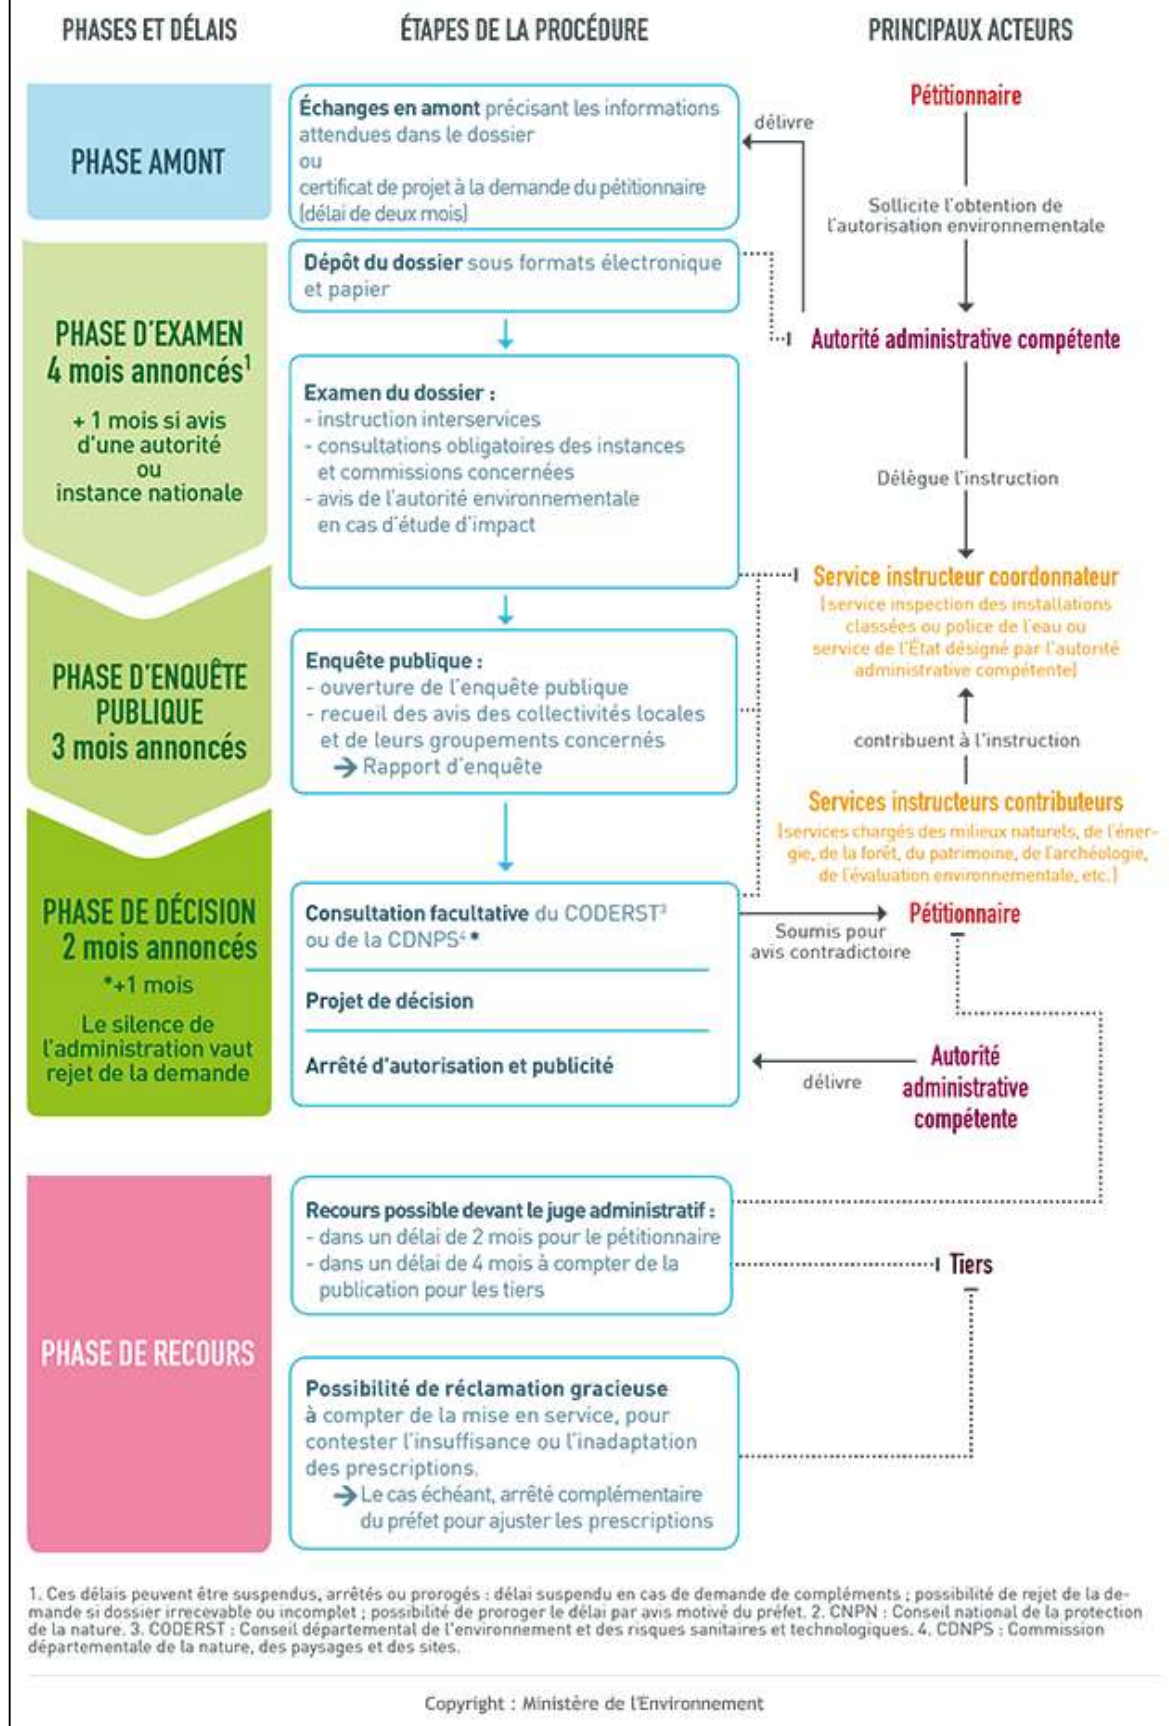 PHASES ET DÉLAIS
ÉTAPES DE LA PROCÉDURE
PRINCIPAUX ACTEURS
PHASE AMONT
Échanges en amont précisant les informations
attendues dans le dossier
ou
certificat de projet à la demande du pétitionnaire
(délai de deux mois)
délivre
Pétitionnaire
Sollicite l'obtention de
l'autorisation environnementale
PHASE D'EXAMEN
4 mois annoncés¹
+ 1 mois si avis
d'une autorité
ou
instance nationale
Dépôt du dossier sous formats électronique
et papier
Autorité administrative compétente
Examen du dossier :
- instruction interservices
- consultations obligatoires des instances
et commissions concernées
- avis de l'autorité environnementale
en cas d'étude d'impact
Délègue l'instruction
Service instructeur coordonnateur
(service inspection des installations
classées ou police de l'eau ou
service de l'État désigné par l'autorité
administrative compétente)
PHASE D'ENQUÊTE
PUBLIQUE
3 mois annoncés
Enquête publique :
- ouverture de l'enquête publique
- recueil des avis des collectivités locales
et de leurs groupements concernés
→ Rapport d'enquête
contribuent à l'instruction
Services instructeurs contributeurs
(services chargés des milieux naturels, de l'éner-
gie, de la forêt, du patrimoine, de l'archéologie,
de l'évaluation environnementale, etc.)
PHASE DE DÉCISION
2 mois annoncés
*+1 mois
Le silence de
l'administration vaut
rejet de la demande
Consultation facultative du CODERST³
ou de la CDNPS⁴ *
Projet de décision
Arrêté d'autorisation et publicité
Soumis pour
avis contradictoire
Pétitionnaire
délivre
Autorité
administrative
compétente
PHASE DE RECOURS
Recours possible devant le juge administratif :
- dans un délai de 2 mois pour le pétitionnaire
- dans un délai de 4 mois à compter de la
publication pour les tiers
Tiers
Possibilité de réclamation gracieuse
à compter de la mise en service, pour
contester l'insuffisance ou l'inadaptation
des prescriptions.
→ Le cas échéant, arrêté complémentaire
du préfet pour ajuster les prescriptions
1. Ces délais peuvent être suspendus, arrêtés ou prorogés : délai suspendu en cas de demande de compléments ; possibilité de rejet de la de-
mande si dossier irrecevable ou incomplet ; possibilité de proroger le délai par avis motivé du préfet. 2. CNPN : Conseil national de la protection
de la nature. 3. CODERST : Conseil départemental de l'environnement et des risques sanitaires et technologiques. 4. CDNPS : Commission
départementale de la nature, des paysages et des sites.
Copyright : Ministère de l'Environnement